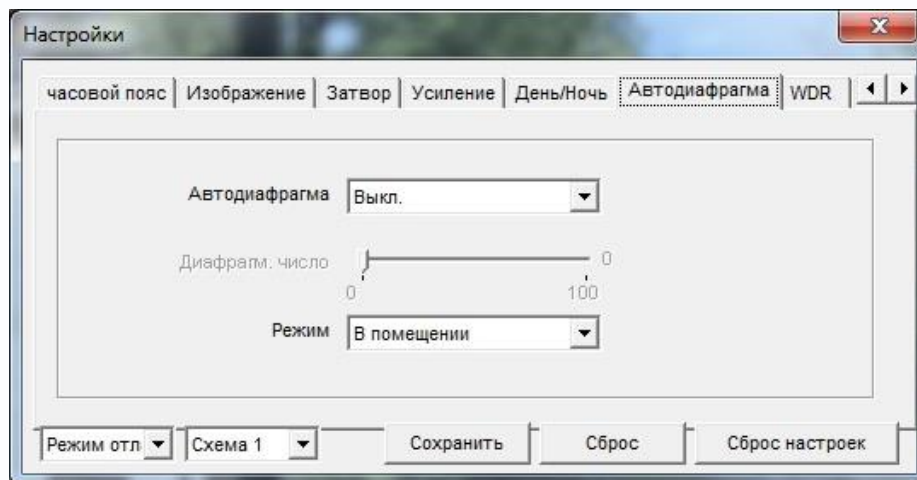 Настройки
часовой пояс Изображение Затвор Усиление День/Ночь Автодиафрагма WDR
Автодиафрагма Выкл.
Диафрагм. число 0
0 100
Режим В помещении
Режим отл Схема 1 Сохранить Сброс Сброс настроек